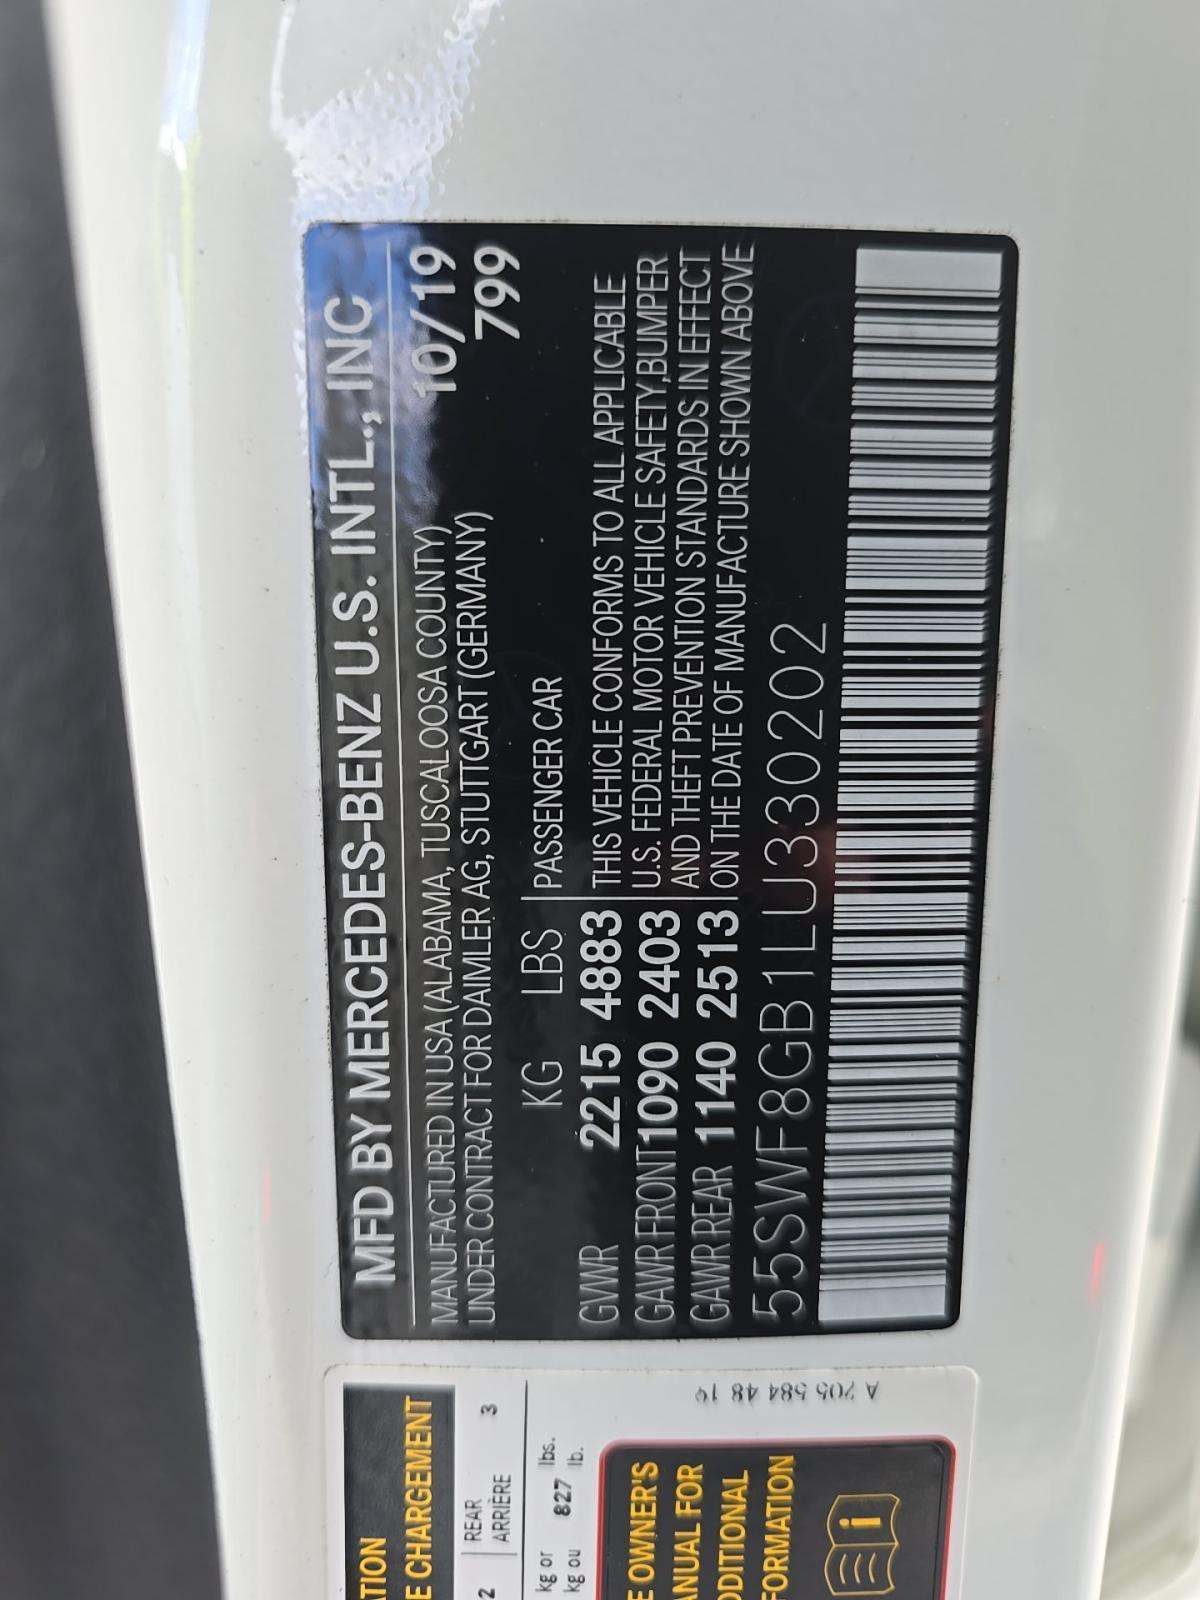 MFD BY MERCEDES-BENZ U.S. INTL., INC
MANUFACTURED IN USA (ALABAMA, TUSCALOOSA COUNTY) 10/19
UNDER CONTRACT FOR DAIMLER AG, STUTTGART (GERMANY) 799
KG LBS PASSENGER CAR
GVWR 2215 4883 THIS VEHICLE CONFORMS TO ALL APPLICABLE
GAWR FRONT 1090 2403 U.S. FEDERAL MOTOR VEHICLE SAFETY,BUMPER
GAWR REAR 1140 2513 AND THEFT PREVENTION STANDARDS IN EFFECT
ON THE DATE OF MANUFACTURE SHOWN ABOVE
55SWF8GB1LU330202
E CHARGEMENT
2 REAR 3
ARRIÈRE
kg or 827 lbs.
kg ou lb.
E OWNER'S
ANUAL FOR
DDITIONAL
FORMATION
i
A 205 584 48 19